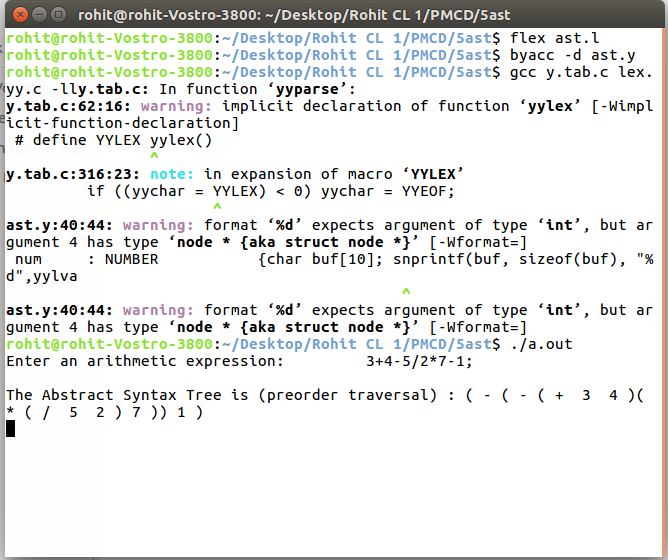 rohit@rohit-Vostro-3800: ~/Desktop/Rohit CL 1/PMCD/5ast
rohit@rohit-Vostro-3800:~/Desktop/Rohit CL 1/PMCD/5ast$ flex ast.l
rohit@rohit-Vostro-3800:~/Desktop/Rohit CL 1/PMCD/5ast$ byacc -d ast.y
rohit@rohit-Vostro-3800:~/Desktop/Rohit CL 1/PMCD/5ast$ gcc y.tab.c lex.
yy.c -lly.tab.c: In function ‘yyparse’:
y.tab.c:62:16: warning: implicit declaration of function ‘yylex’ [-Wimpl
icit-function-declaration]
 # define YYLEX yylex()
                ^
y.tab.c:316:23: note: in expansion of macro ‘YYLEX’
         if ((yychar = YYLEX) < 0) yychar = YYEOF;
                       ^
ast.y:40:44: warning: format ‘%d’ expects argument of type ‘int’, but ar
gument 4 has type ‘node * {aka struct node *}’ [-Wformat=]
 num     : NUMBER           {char buf[10]; snprintf(buf, sizeof(buf), "%
d",yylva
                                            ^
ast.y:40:44: warning: format ‘%d’ expects argument of type ‘int’, but ar
gument 4 has type ‘node * {aka struct node *}’ [-Wformat=]
rohit@rohit-Vostro-3800:~/Desktop/Rohit CL 1/PMCD/5ast$ ./a.out
Enter an arithmetic expression:         3+4-5/2*7-1;
The Abstract Syntax Tree is (preorder traversal) : ( - ( - ( +  3  4 )(
* ( /  5  2 ) 7 )) 1 )